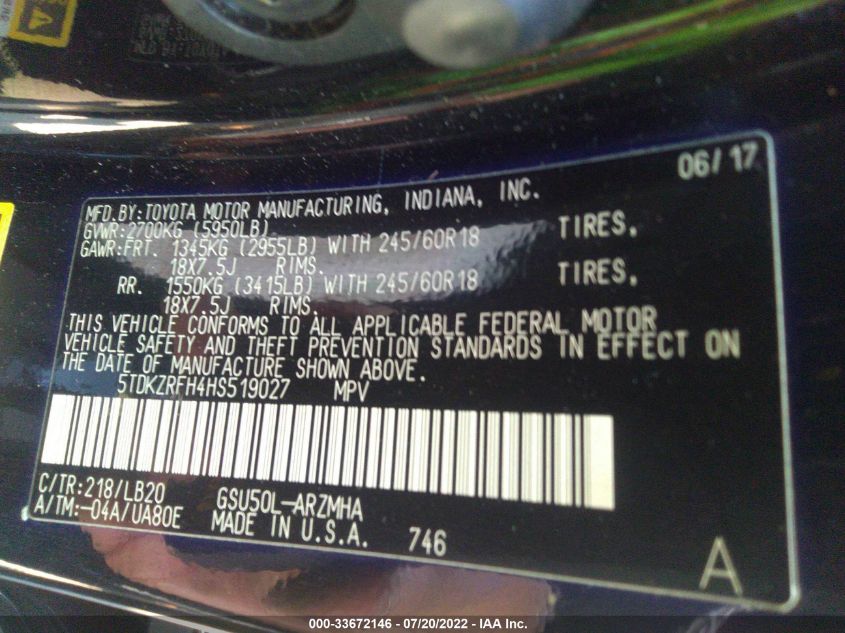 06/17
MFD.BY:TOYOTA MOTOR MANUFACTURING, INDIANA, INC.
GVWR:2700KG (5950LB)
GAWR:FRT. 1345KG (2955LB) WITH 245/60R18 TIRES,
18X7.5J RIMS.
RR. 1550KG (3415LB) WITH 245/60R18 TIRES,
18X7.5J RIMS.
THIS VEHICLE CONFORMS TO ALL APPLICABLE FEDERAL MOTOR
VEHICLE SAFETY AND THEFT PREVENTION STANDARDS IN EFFECT ON
THE DATE OF MANUFACTURE SHOWN ABOVE.
5TDKZRFH4HS519027 MPV
C/TR:218/LB20 GSU50L-ARZMHA
A/TM:-04A/UA80E MADE IN U.S.A. 746
A
000-33672146 - 07/20/2022 - IAA Inc.